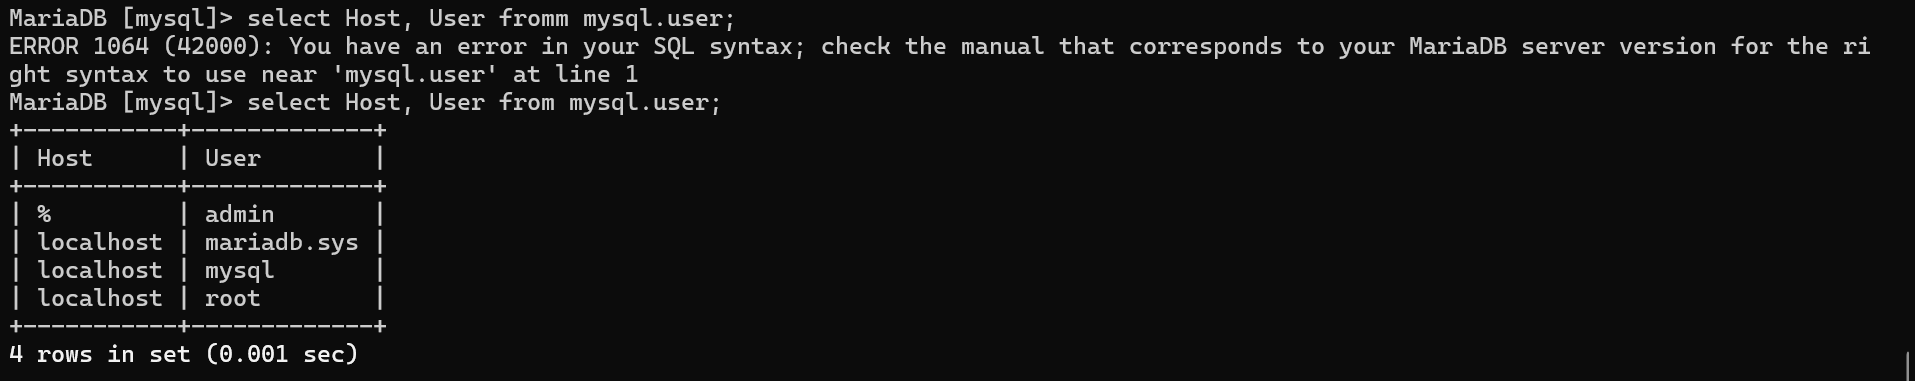 MariaDB [mysql]> select Host, User fromm mysql.user;
ERROR 1064 (42000): You have an error in your SQL syntax; check the manual that corresponds to your MariaDB server version for the ri
ght syntax to use near 'mysql.user' at line 1
MariaDB [mysql]> select Host, User from mysql.user;
+-----------+-------------+
| Host      | User        |
+-----------+-------------+
| %         | admin       |
| localhost | mariadb.sys |
| localhost | mysql       |
| localhost | root        |
+-----------+-------------+
4 rows in set (0.001 sec)